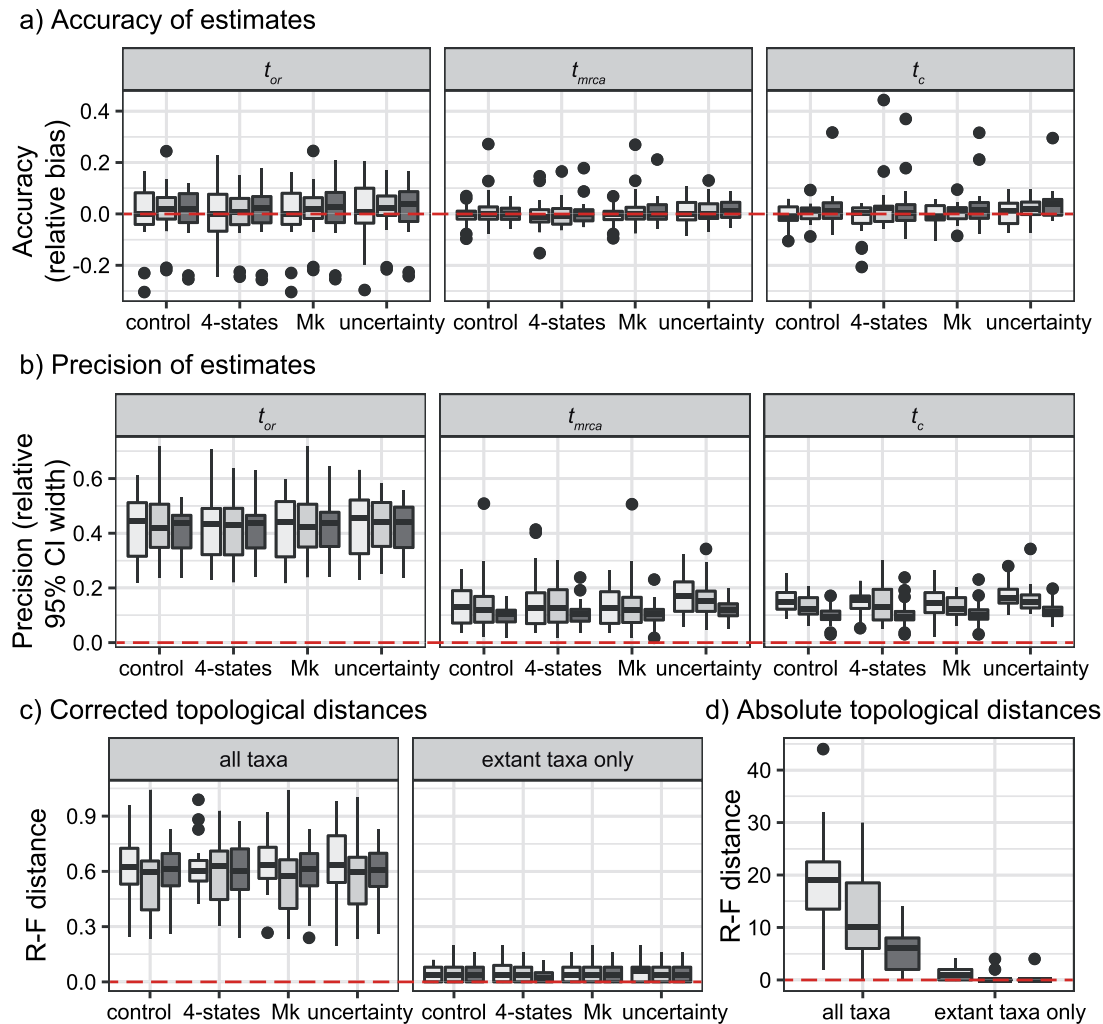 a) Accuracy of estimates
t_or t_mrca t_c
Accuracy
(relative bias)
0.4
0.2
0.0
-0.2
control 4-states Mk uncertainty control 4-states Mk uncertainty control 4-states Mk uncertainty
b) Precision of estimates
t_or t_mrca t_c
Precision (relative
95% CI width)
0.6
0.4
0.2
0.0
control 4-states Mk uncertainty control 4-states Mk uncertainty control 4-states Mk uncertainty
c) Corrected topological distances
all taxa extant taxa only
R-F distance
0.9
0.6
0.3
0.0
control 4-states Mk uncertainty control 4-states Mk uncertainty
d) Absolute topological distances
R-F distance
40
30
20
10
0
all taxa extant taxa only